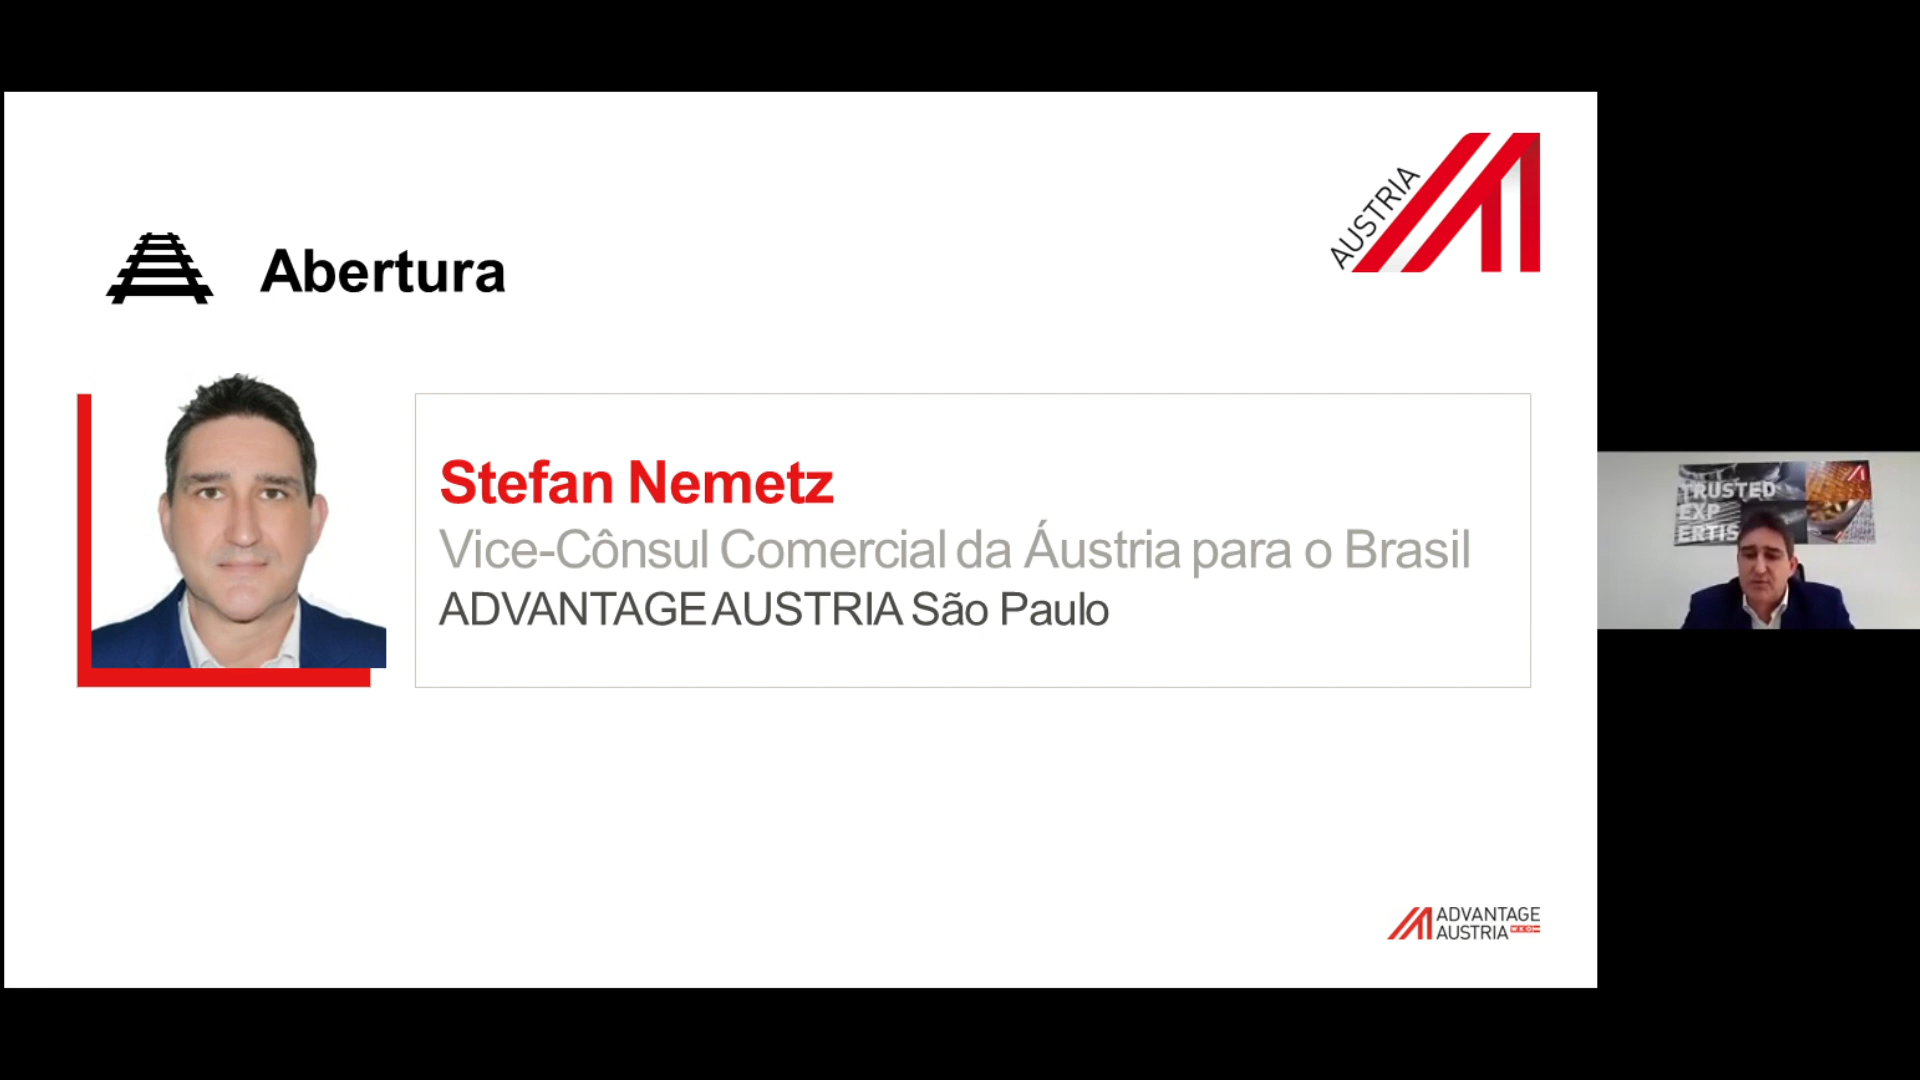 AUSTRIA
Abertura
Stefan Nemetz
Vice-Cônsul Comercial da Áustria para o Brasil
ADVANTAGE AUSTRIA São Paulo
TRUSTED
EXP
ERTIS
ADVANTAGE
AUSTRIA